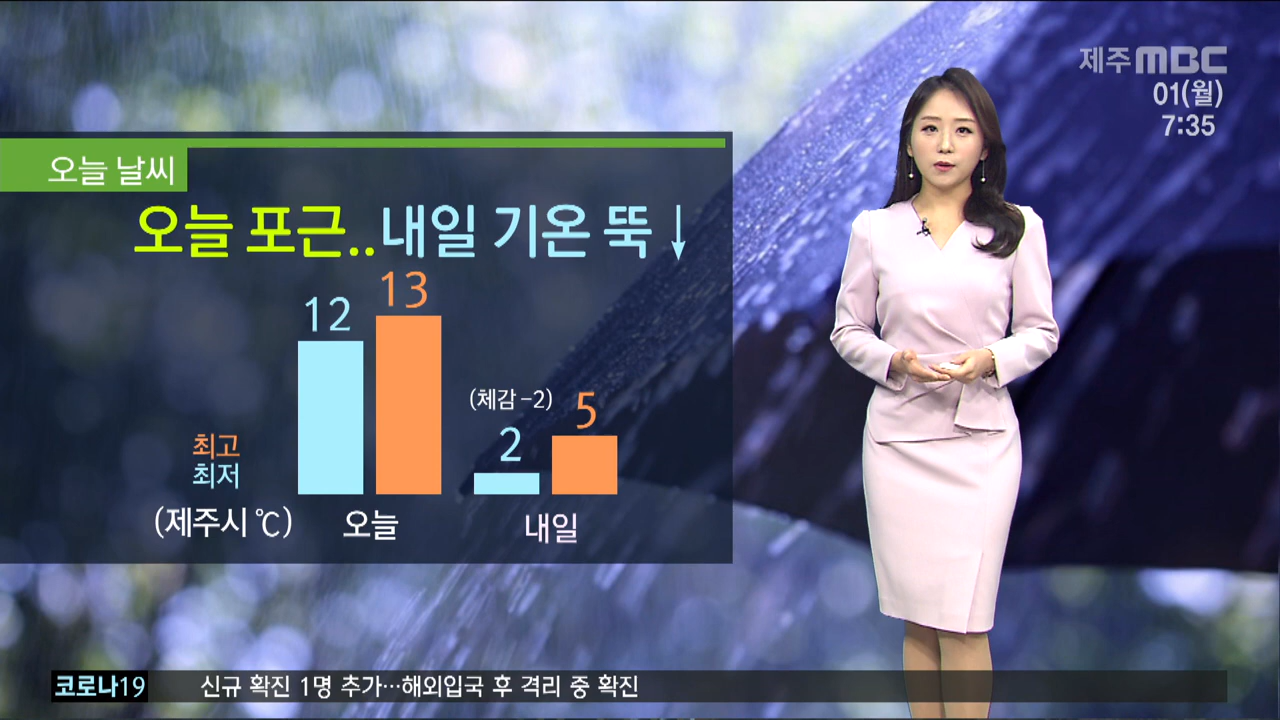 제주MBC
01(월)
7:35
오늘 날씨
오늘 포근..내일 기온 뚝↓
12
13
(체감 -2)
2
5
최고
최저
(제주시 ℃)
오늘
내일
코로나19 신규 확진 1명 추가…해외입국 후 격리 중 확진